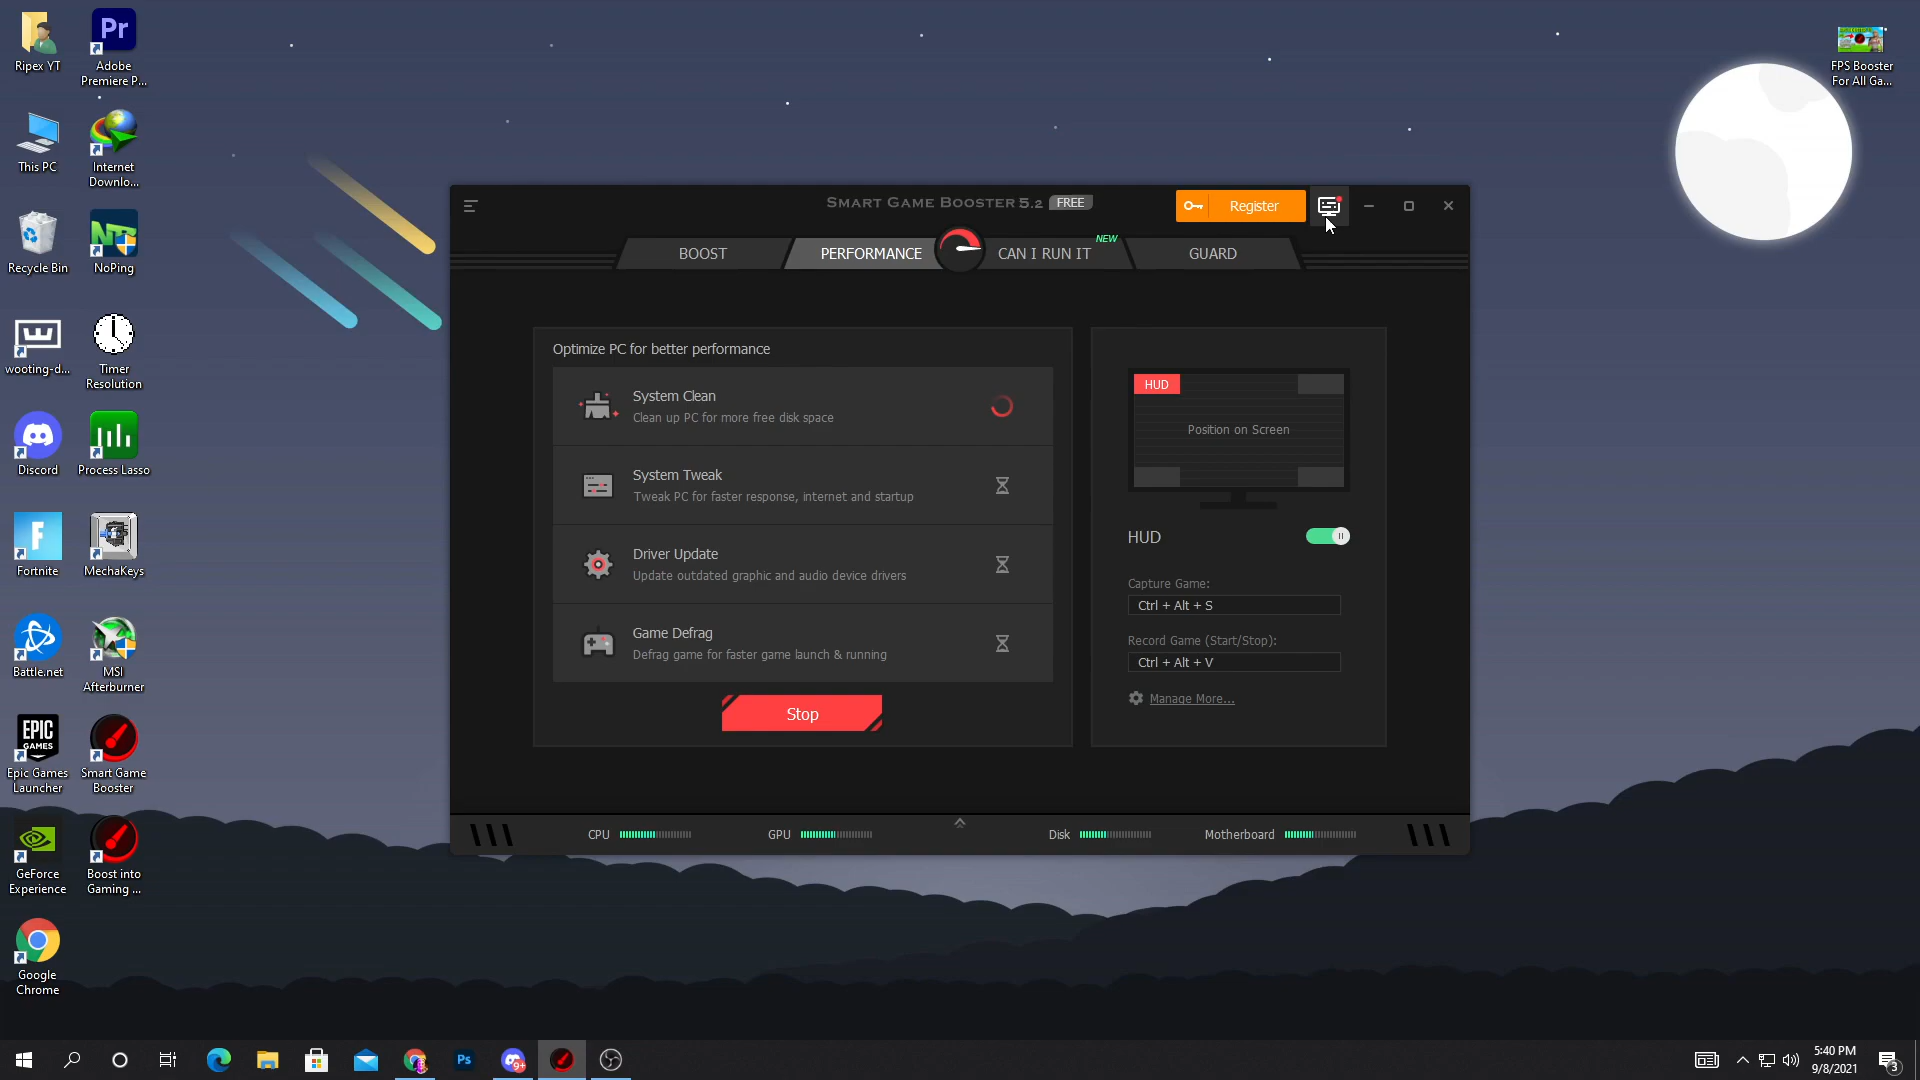 Ripex YT
Pr
Adobe
Premiere P...
This PC
Internet
Downlo...
Recycle Bin
NoPing
wooting-d...
Timer
Resolution
Discord
Process Lasso
Fortnite
MechaKeys
Battle.net
MSI
Afterburner
EPIC
GAMES
Epic Games
Launcher
Smart Game
Booster
GeForce
Experience
Boost into
Gaming ...
Google
Chrome
FPS Booster
For All Ga...
SMART GAME BOOSTER 5.2 FREE
Register
BOOST
PERFORMANCE
CAN I RUN IT
NEW
GUARD
Optimize PC for better performance
System Clean
Clean up PC for more free disk space
System Tweak
Tweak PC for faster response, internet and startup
Driver Update
Update outdated graphic and audio device drivers
Game Defrag
Defrag game for faster game launch & running
Stop
HUD
Position on Screen
HUD
Capture Game:
Ctrl + Alt + S
Record Game (Start/Stop):
Ctrl + Alt + V
Manage More...
CPU
GPU
Disk
Motherboard
Ps
9+
5:40 PM
9/8/2021
3